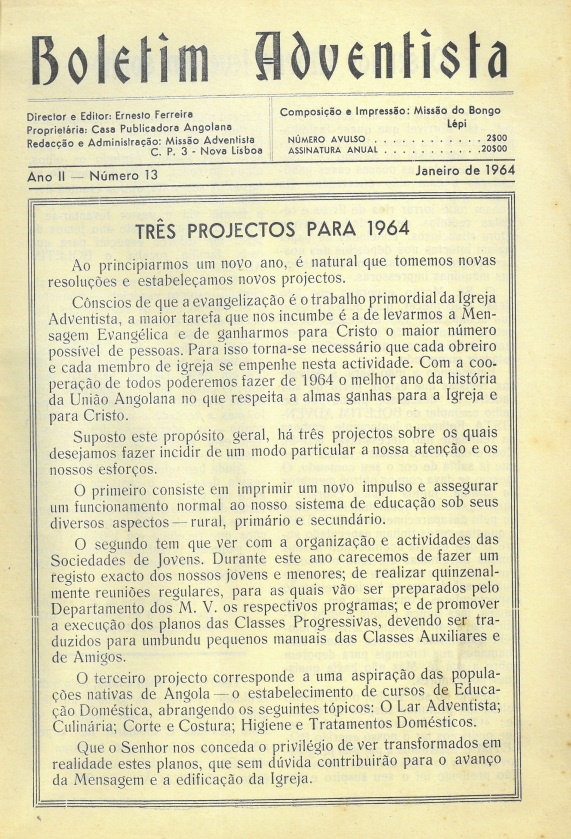 Boletim Adventista
Director e Editor: Ernesto Ferreira
Proprietária: Casa Publicadora Angolana
Redacção e Administração: Missão Adventista
C. P. 3 - Nova Lisboa
Composição e Impressão: Missão do Bongo
Lépi
NÚMERO AVULSO . . . . . . . . . . . . 2$00
ASSINATURA ANUAL . . . . . . . . . . .20$00
Ano II — Número 13
Janeiro de 1964
TRÊS PROJECTOS PARA 1964
Ao principiarmos um novo ano, é natural que tomemos novas
resoluções e estabeleçamos novos projectos.
Cônscios de que a evangelização é o trabalho primordial da Igreja
Adventista, a maior tarefa que nos incumbe é a de levarmos a Men-
sagem Evangélica e de ganharmos para Cristo o maior número
possível de pessoas. Para isso torna-se necessário que cada obreiro
e cada membro de igreja se empenhe nesta actividade. Com a coo-
peração de todos poderemos fazer de 1964 o melhor ano da história
da União Angolana no que respeita a almas ganhas para a Igreja e
para Cristo.
Suposto este propósito geral, há três projectos sobre os quais
desejamos fazer incidir de um modo particular a nossa atenção e os
nossos esforços.
O primeiro consiste em imprimir um novo impulso e assegurar
um funcionamento normal ao nosso sistema de educação sob seus
diversos aspectos — rural, primário e secundário.
O segundo tem que ver com a organização e actividades das
Sociedades de Jovens. Durante este ano carecemos de fazer um
registo exacto dos nossos jovens e menores; de realizar quinzenal-
mente reuniões regulares, para as quais vão ser preparados pelo
Departamento dos M. V. os respectivos programas; e de promover
a execução dos planos das Classes Progressivas, devendo ser tra-
duzidos para umbundu pequenos manuais das Classes Auxiliares e
de Amigos.
O terceiro projecto corresponde a uma aspiração das popula-
ções nativas de Angola — o estabelecimento de cursos de Educa-
ção Doméstica, abrangendo os seguintes tópicos: O Lar Adventista;
Culinária; Corte e Costura; Higiene e Tratamentos Domésticos.
Que o Senhor nos conceda o privilégio de ver transformados em
realidade estes planos, que sem dúvida contribuirão para o avanço
da Mensagem e a edificação da Igreja.